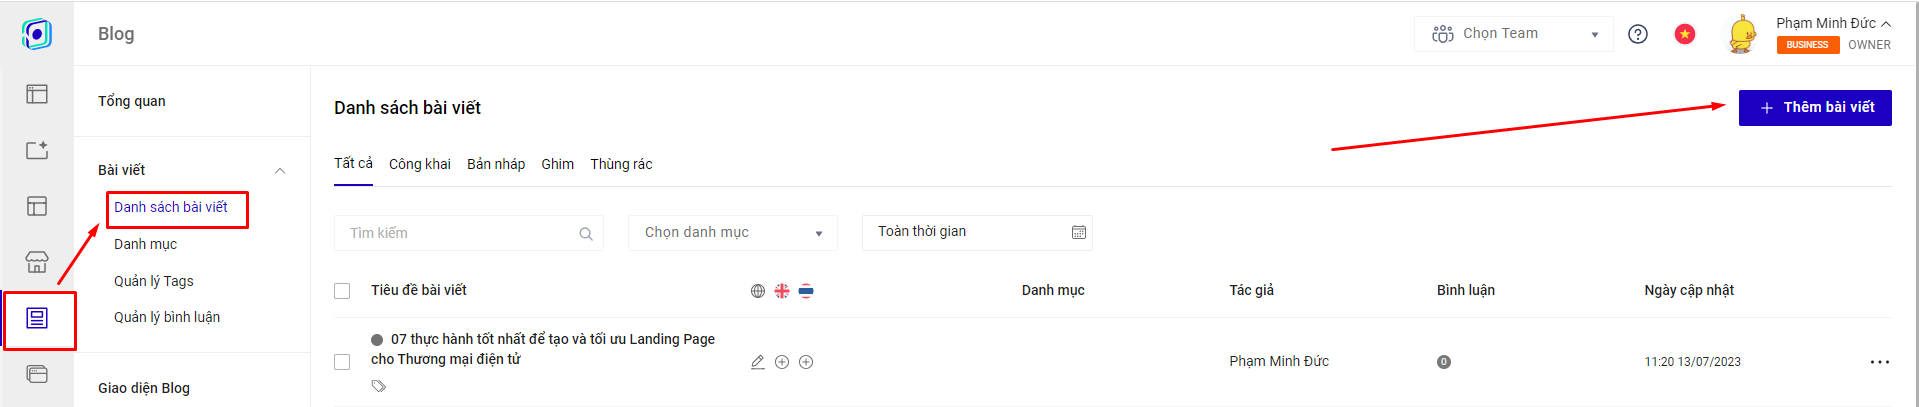 Blog
Chọn Team
Phạm Minh Đức
BUSINESS OWNER
Tổng quan
Bài viết
Danh sách bài viết
Danh mục
Quản lý Tags
Quản lý bình luận
Giao diện Blog
Danh sách bài viết
+ Thêm bài viết
Tất cả Công khai Bản nháp Ghim Thùng rác
Tìm kiếm Chọn danh mục Toàn thời gian
Tiêu đề bài viết Danh mục Tác giả Bình luận Ngày cập nhật
07 thực hành tốt nhất để tạo và tối ưu Landing Page
cho Thương mại điện tử
Phạm Minh Đức 0 11:20 13/07/2023